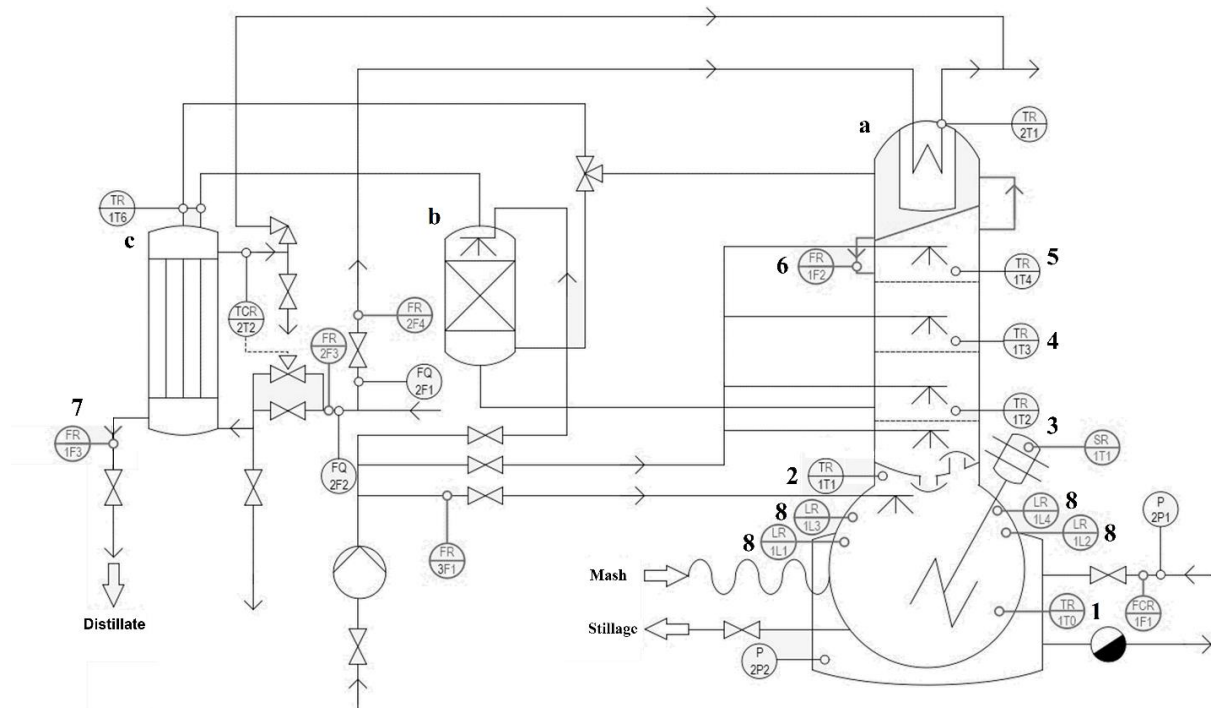 a
TR
2T1
TR
1T6
c
b
6
FR
1F2
5
TR
1T4
TCR
2T2
FR
2F3
FR
2F4
4
TR
1T3
FQ
2F1
7
FR
1F3
TR
1T2
3
SR
1T1
FQ
2F2
2
TR
1T1
8
LR
1L3
LR
1L4
8
8
LR
1L1
LR
1L2
8
P
2P1
FR
3F1
Mash
TR
1T0
1
FCR
1F1
Distillate
Stillage
P
2P2